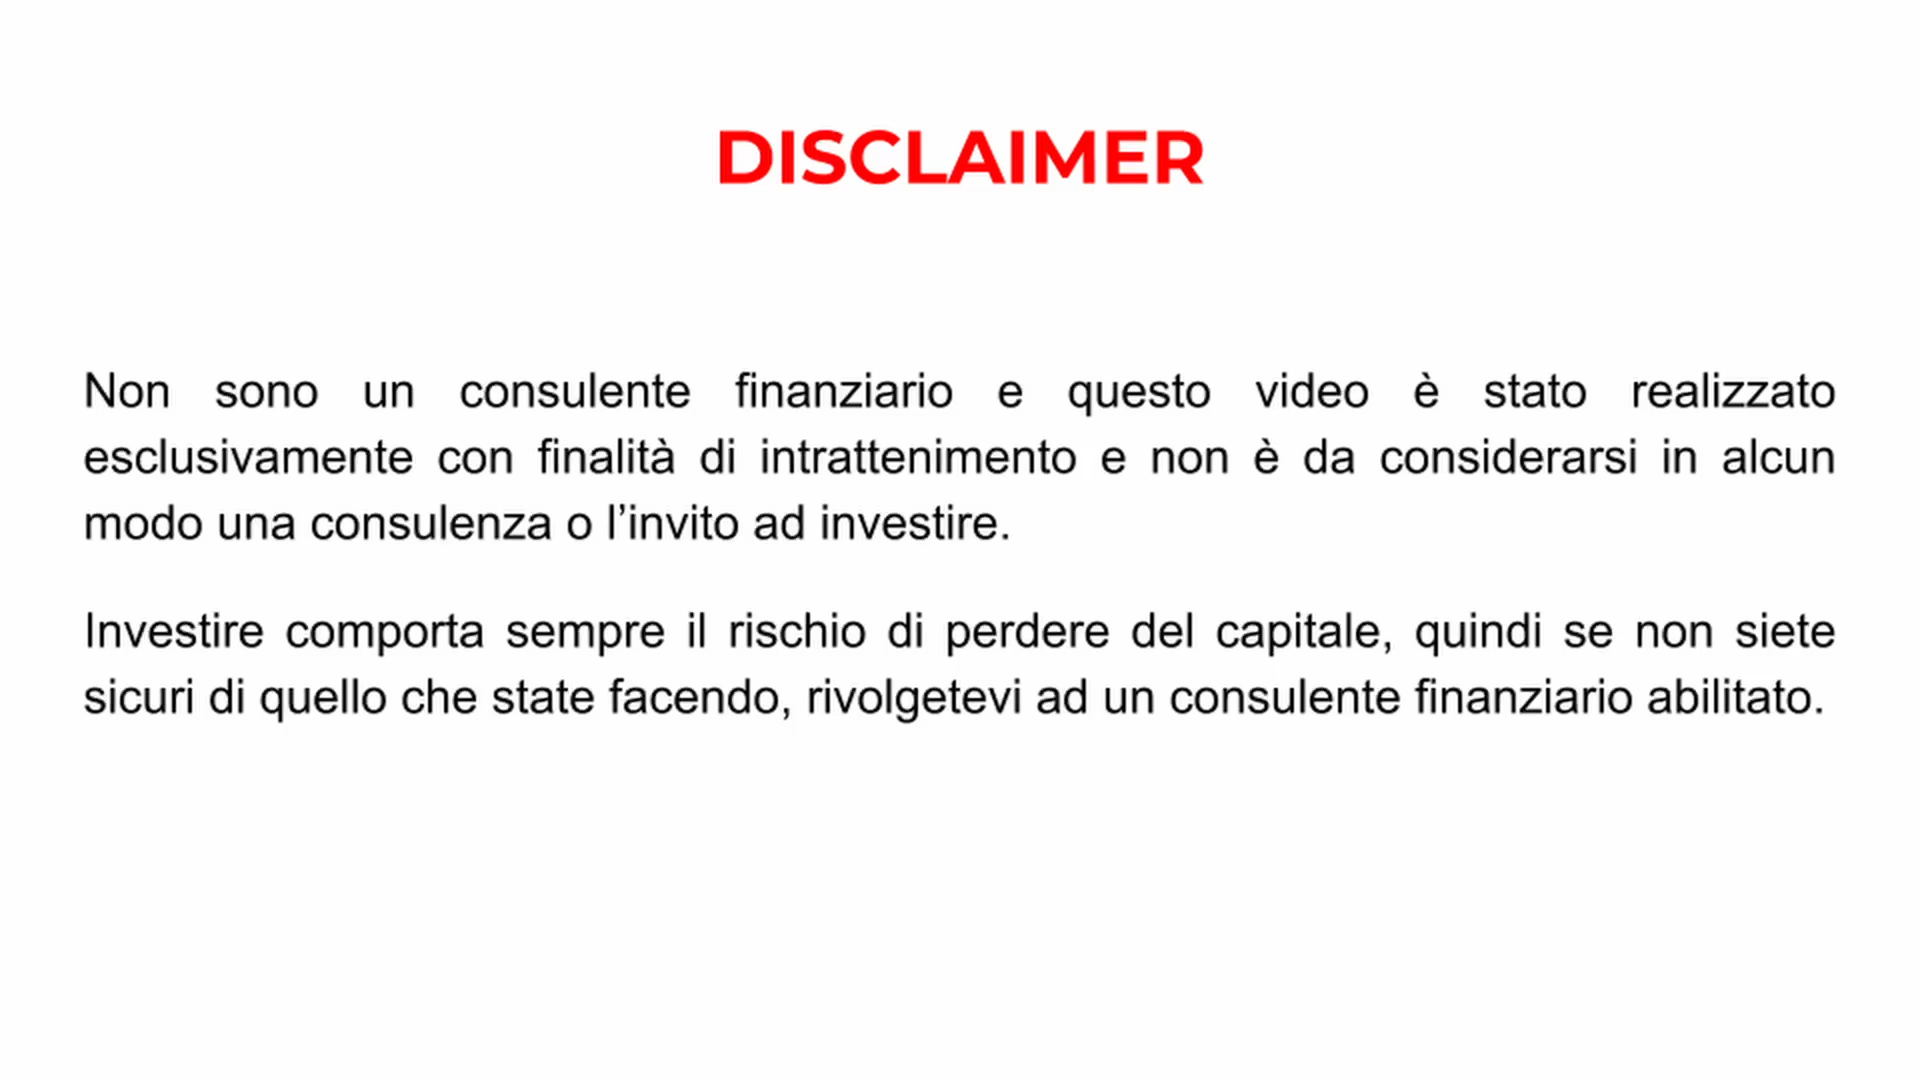 DISCLAIMER
Non sono un consulente finanziario e questo video è stato realizzato
esclusivamente con finalità di intrattenimento e non è da considerarsi in alcun
modo una consulenza o l’invito ad investire.
Investire comporta sempre il rischio di perdere del capitale, quindi se non siete
sicuri di quello che state facendo, rivolgetevi ad un consulente finanziario abilitato.